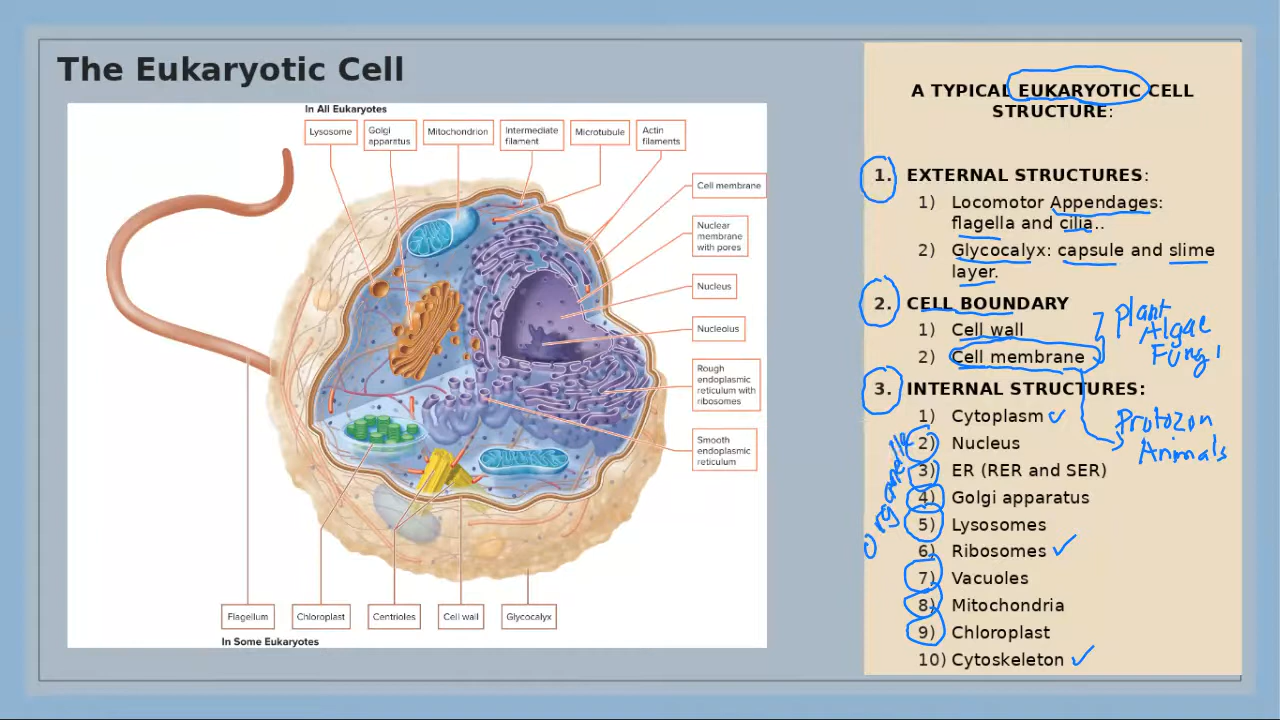 The Eukaryotic Cell
In All Eukaryotes
Lysosome
Golgi
apparatus
Mitochondrion
Intermediate
filament
Microtubule
Actin
filaments
Cell membrane
Nuclear
membrane
with pores
Nucleus
Nucleolus
Rough
endoplasmic
reticulum with
ribosomes
Smooth
endoplasmic
reticulum
Flagellum
Chloroplast
Centrioles
Cell wall
Glycocalyx
In Some Eukaryotes
A TYPICAL EUKARYOTIC CELL
STRUCTURE:
1. EXTERNAL STRUCTURES:
1) Locomotor Appendages:
flagella and cilia..
2) Glycocalyx: capsule and slime
layer.
2. CELL BOUNDARY
1) Cell wall
2) Cell membrane
Plant
Algae
Fungi
3. INTERNAL STRUCTURES:
1) Cytoplasm
2) Nucleus
3) ER (RER and SER)
4) Golgi apparatus
5) Lysosomes
6) Ribosomes
7) Vacuoles
8) Mitochondria
9) Chloroplast
10) Cytoskeleton
Protozon
Animals
organelle